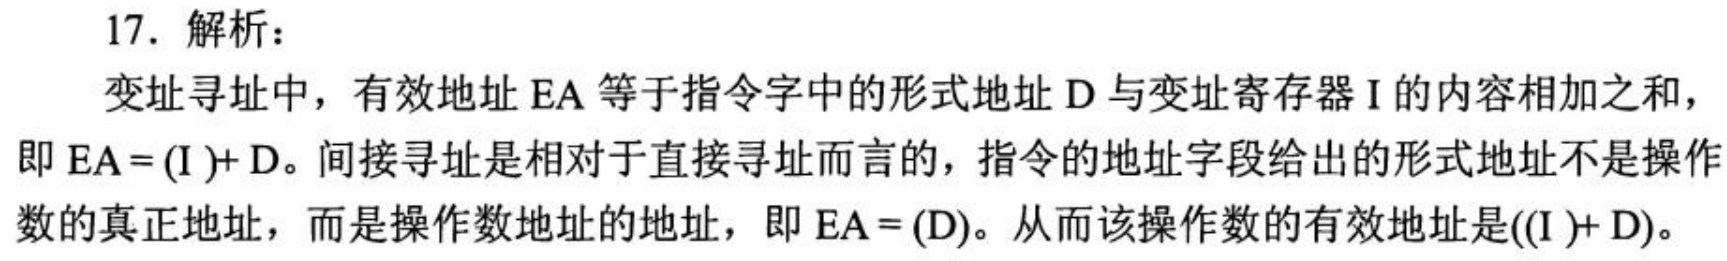 17. 解析：
变址寻址中，有效地址 EA 等于指令字中的形式地址 D 与变址寄存器 I 的内容相加之和，
即 EA = (I )+ D。间接寻址是相对于直接寻址而言的，指令的地址字段给出的形式地址不是操作
数的真正地址，而是操作数地址的地址，即 EA = (D)。从而该操作数的有效地址是((I )+ D)。